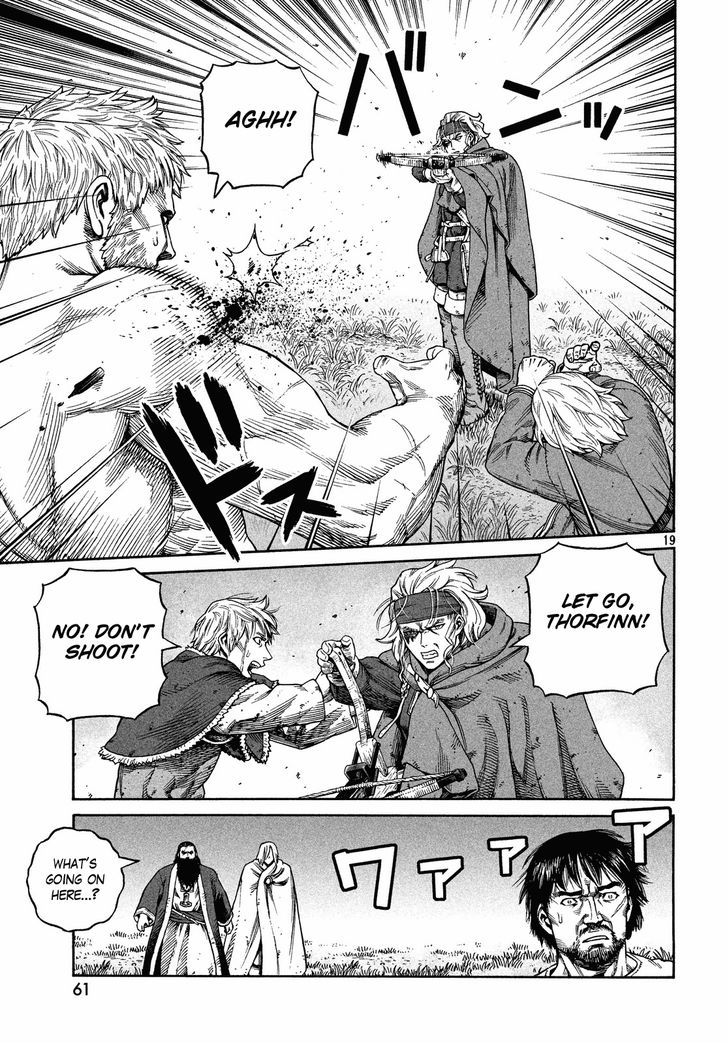 バンッ
AGHH!
ドス
19
LET GO,
THORFINN!
NO! DON'T
SHOOT!
ワァァァ
WHAT'S
GOING ON
HERE...?
61